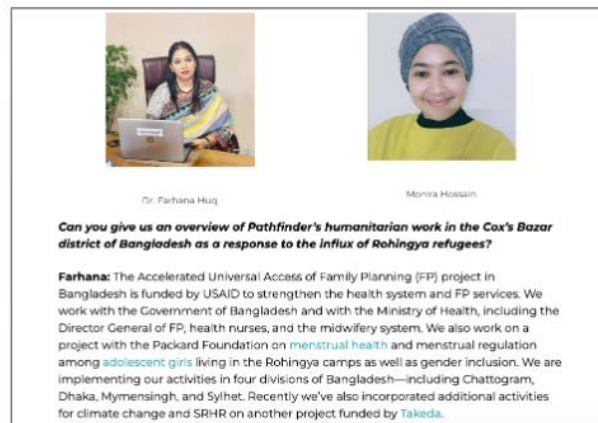 Dr. Farhana Huq
Monira Hossain
Can you give us an overview of Pathfinder's humanitarian work in the Cox's Bazar
district of Bangladesh as a response to the influx of Rohingya refugees?
Farhana: The Accelerated Universal Access of Family Planning (FP) project in
Bangladesh is funded by USAID to strengthen the health system and FP services. We
work with the Government of Bangladesh and with the Ministry of Health, including the
Director General of FP, health nurses, and the midwifery system. We also work on a
project with the Packard Foundation on menstrual health and menstrual regulation
among adolescent girls living in the Rohingya camps as well as gender inclusion. We are
implementing our activities in four divisions of Bangladesh—including Chattogram,
Dhaka, Mymensingh, and Sylhet. Recently we've also incorporated additional activities
for climate change and SRHR on another project funded by Takeda.